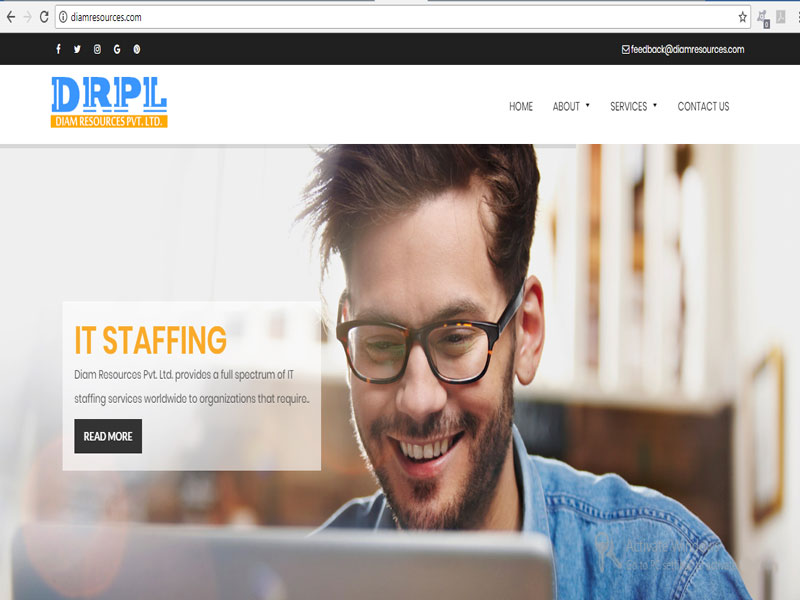 diamresources.com
feedback@diamresources.com
DRPL
DIAM RESOURCES PVT. LTD.
HOME ABOUT SERVICES CONTACT US
IT STAFFING
Diam Resources Pvt. Ltd. provides a full spectrum of IT
staffing services worldwide to organizations that require..
READ MORE
Activate Windows
Go to PC settings to activate